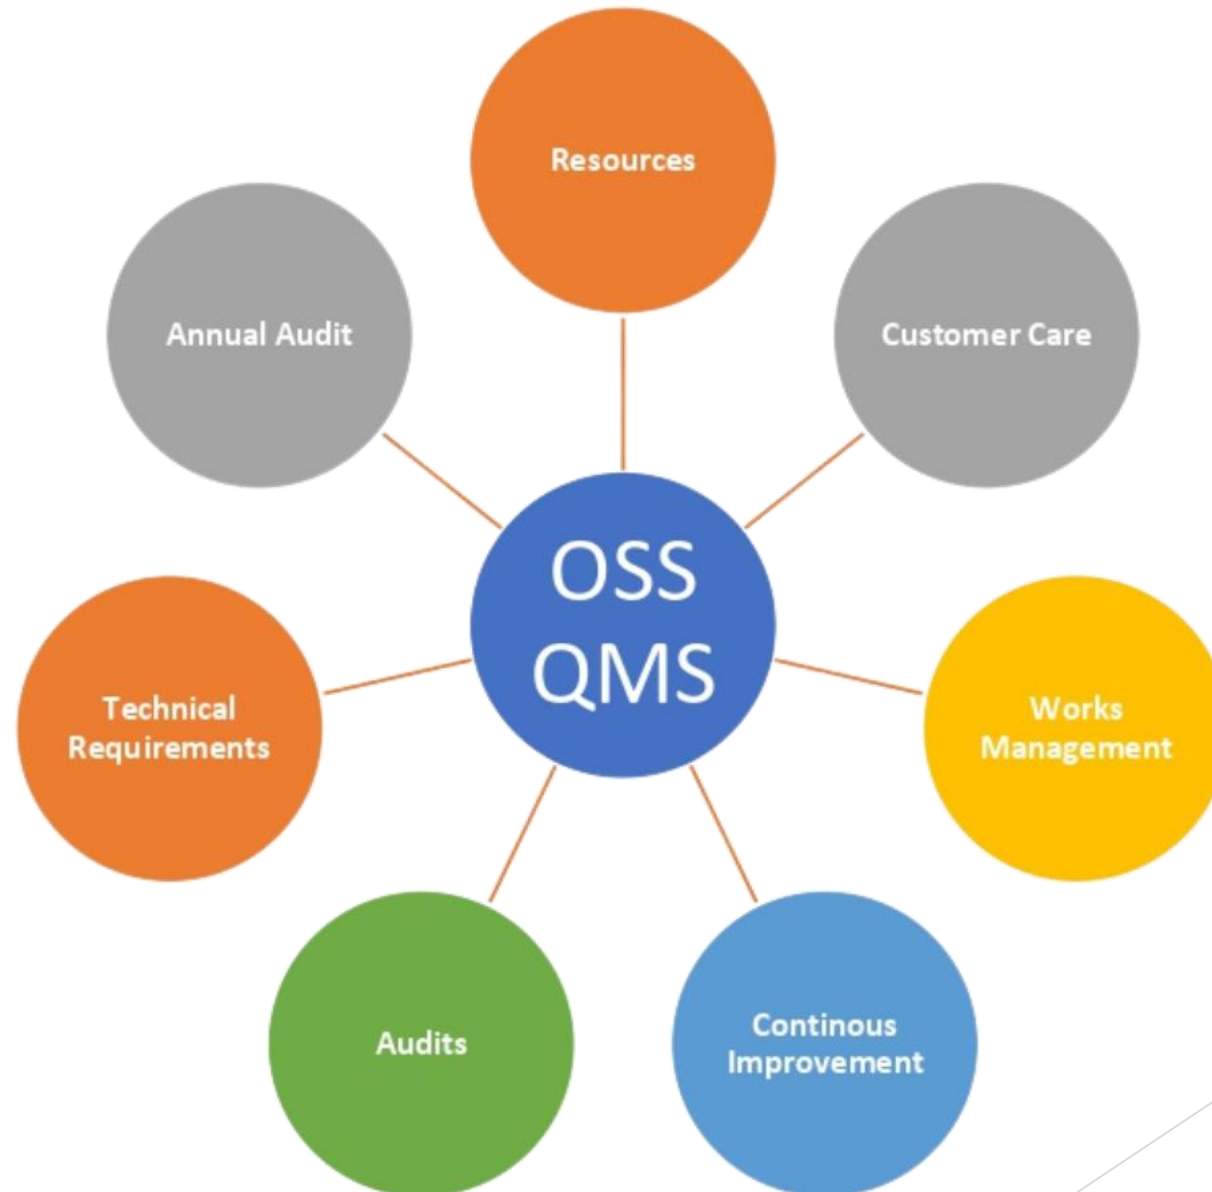 Resources
Annual Audit
Customer Care
OSS
QMS
Technical
Requirements
Works
Management
Audits
Continous
Improvement